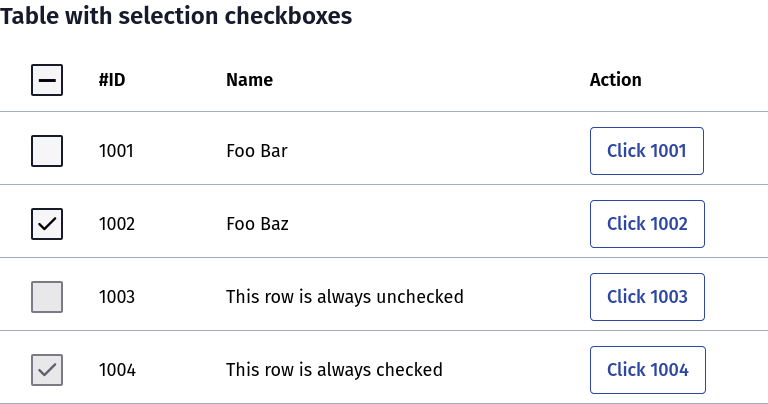 Table with selection checkboxes
#ID Name Action
1001 Foo Bar Click 1001
1002 Foo Baz Click 1002
1003 This row is always unchecked Click 1003
1004 This row is always checked Click 1004